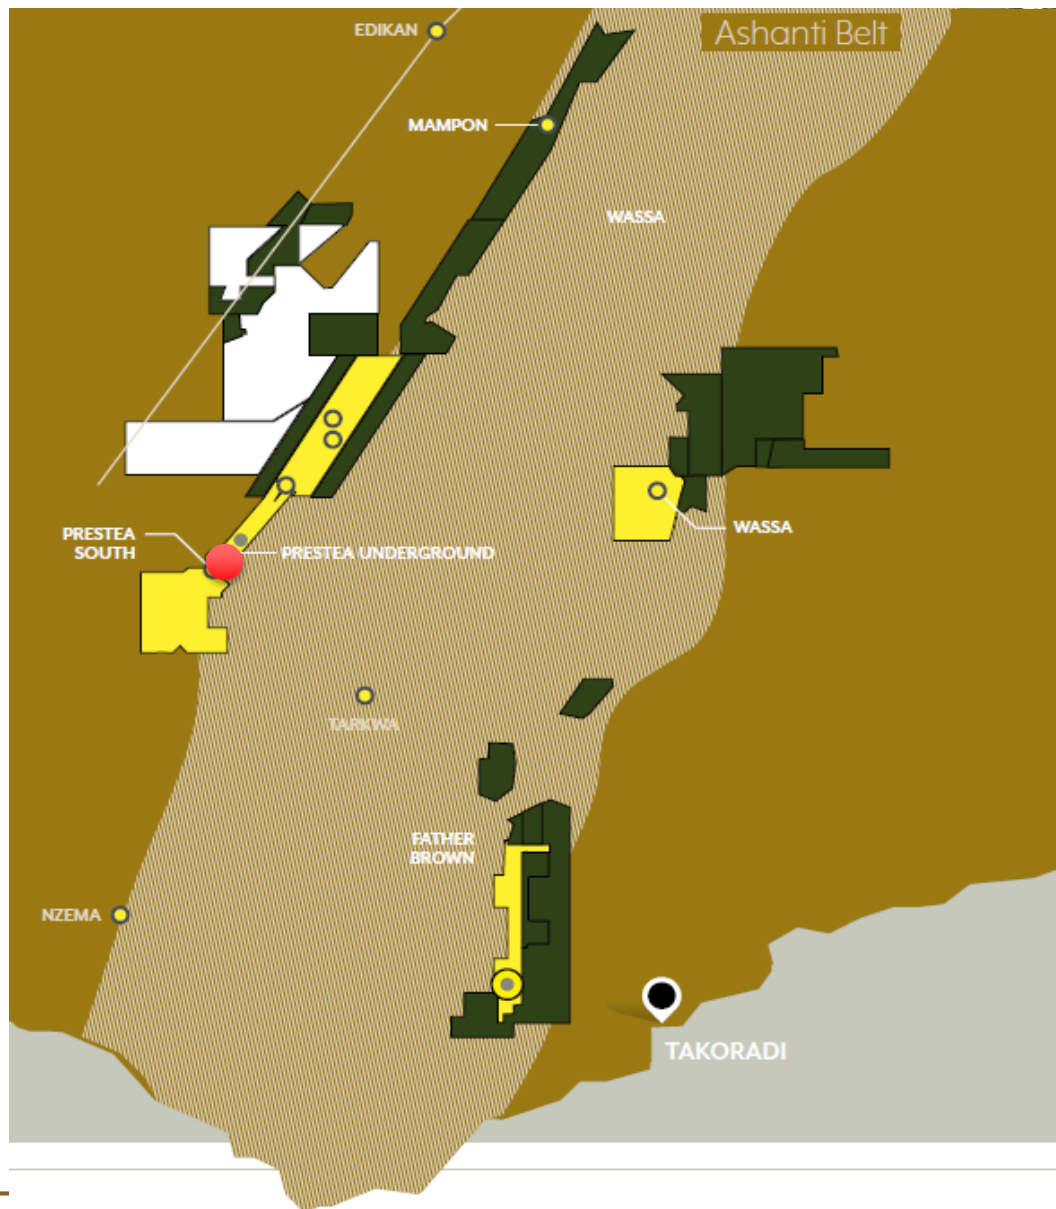 Ashanti Belt
EDIKAN
MAMPON
WASSA
PRESTEA
SOUTH
PRESTEA UNDERGROUND
WASSA
TARKWA
FATHER
BROWN
NZEMA
TAKORADI